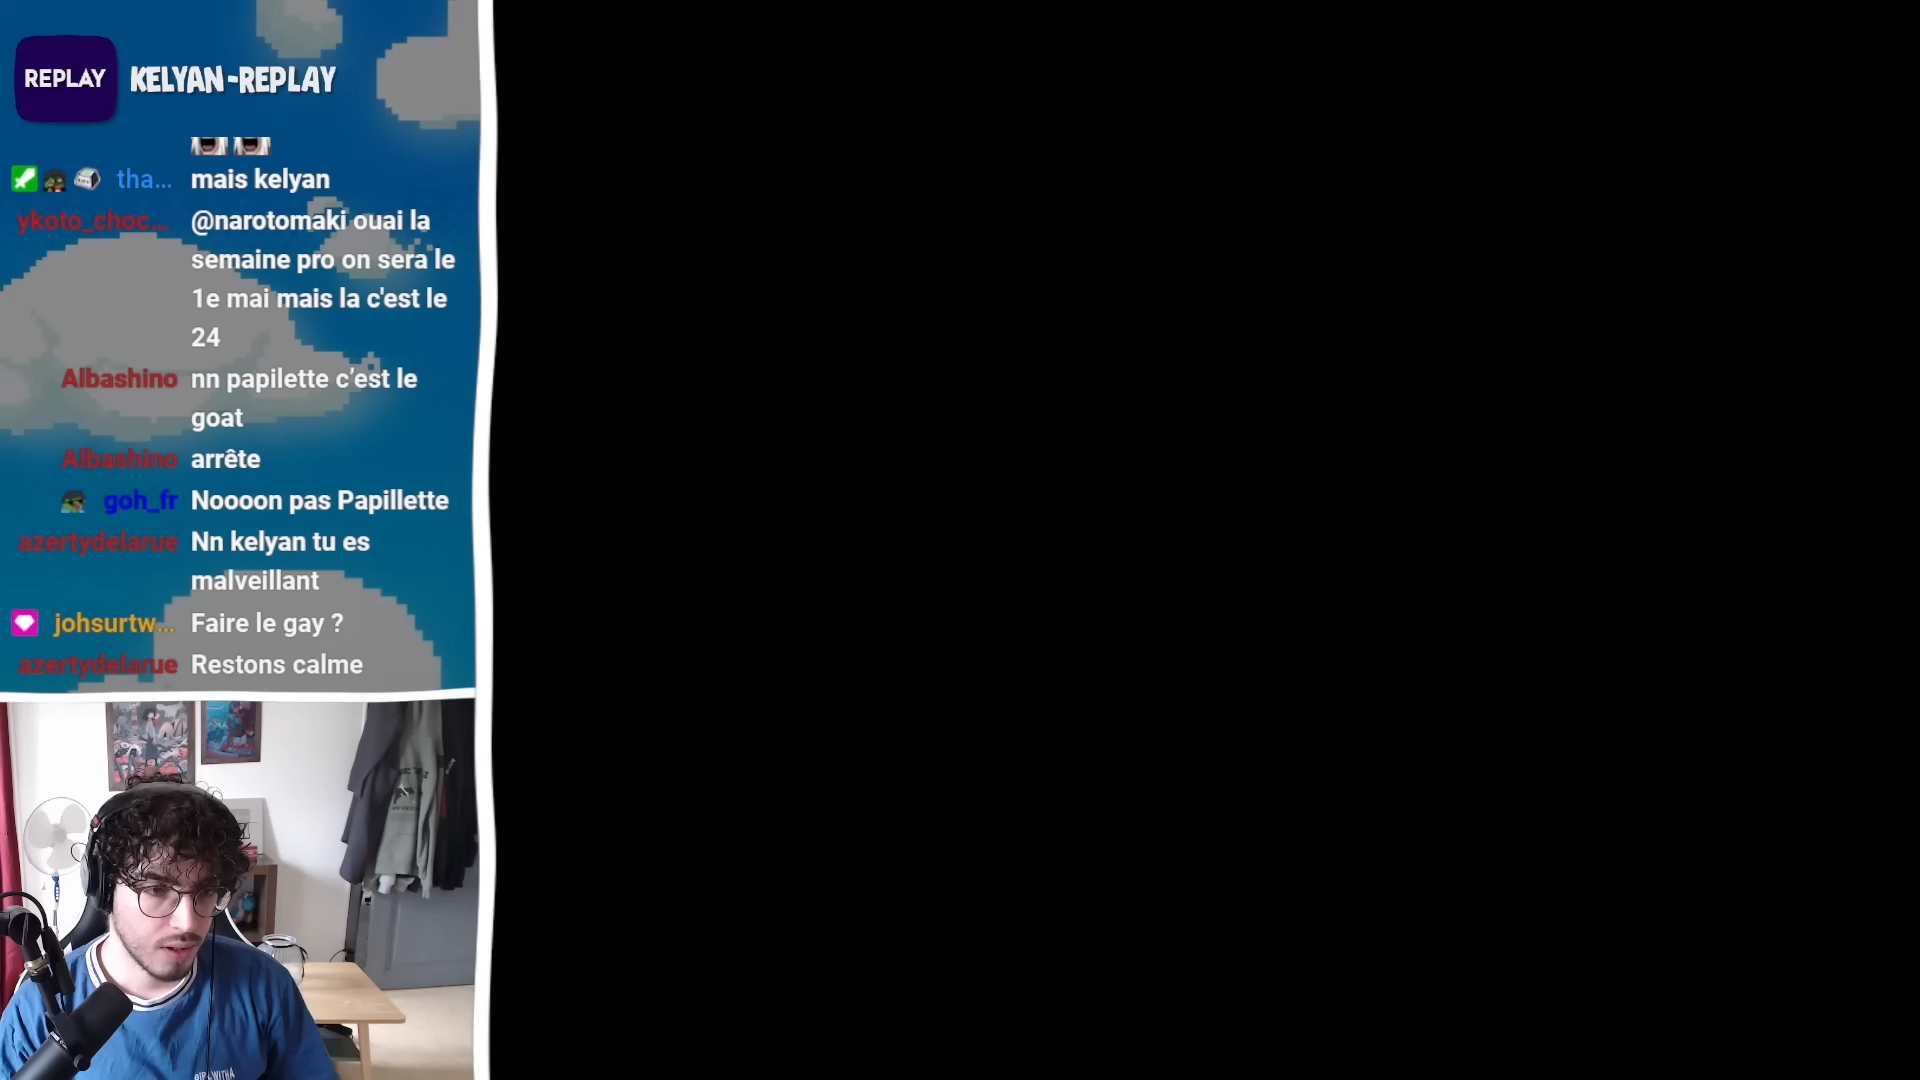 REPLAY KELYAN-REPLAY
tha... mais kelyan
ykoto_choc... @narotomaki ouai la
semaine pro on sera le
1e mai mais la c'est le
24
Albashino nn papilette c’est le
goat
Albashino arrête
goh_fr Noooon pas Papillette
azertydelarue Nn kelyan tu es
malveillant
johsurtw... Faire le gay ?
azertydelarue Restons calme